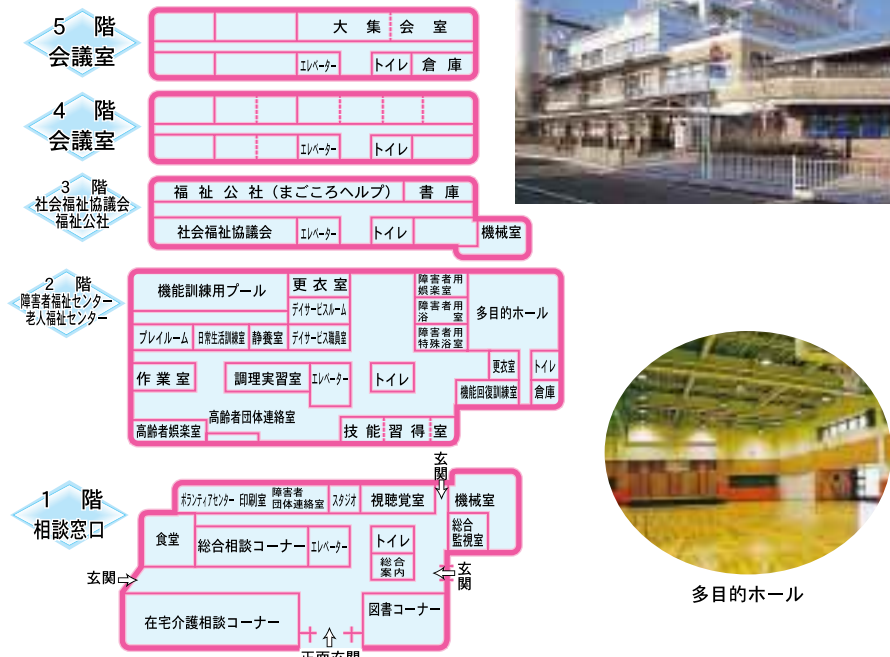 5 階
会議室
大 集 会 室
エレベーター
トイレ
倉 庫
4 階
会議室
エレベーター
トイレ
3 階
社会福祉協議会
福祉公社
福 祉 公 社 (まごころヘルプ)
書 庫
社会福祉協議会
エレベーター
トイレ
機械室
2 階
障害者福祉センター
老人福祉センター
機能訓練用プール
更 衣 室
デイサービスルーム
障害者用
娯楽室
障害者用
浴 室
障害者用
特殊浴室
多目的ホール
プレイルーム
日常生活訓練室
静養室
デイサービス職員室
作 業 室
調理実習室
エレベーター
トイレ
更衣室
トイレ
機能回復訓練室
倉庫
高齢者団体連絡室
高齢者娯楽室
技 能 習 得 室
1 階
相談窓口
玄関
ボランティアセンター
印刷室
障害者
団体連絡室
スタジオ
視聴覚室
機械室
総合
監視室
食堂
総合相談コーナー
エレベーター
トイレ
総合
案内
玄関
玄関
在宅介護相談コーナー
図書コーナー
正面玄関
多目的ホール